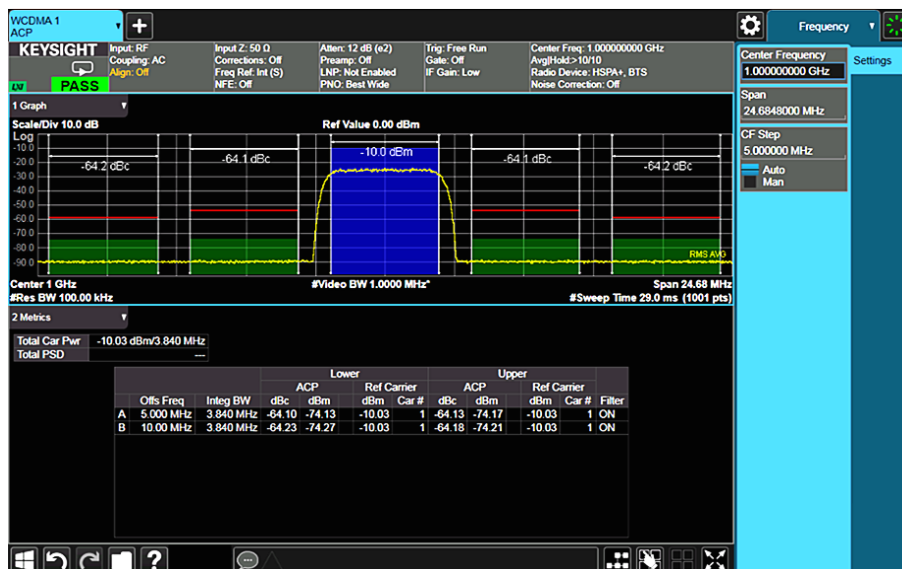 WCDMA 1
ACP
Frequency
KEYSIGHT
LXI
PASS
Input: RF
Coupling: AC
Align: Off
Input Z: 50 Ω
Corrections: Off
Freq Ref: Int (S)
NFE: Off
Atten: 12 dB (e2)
Preamp: Off
LNP: Not Enabled
PNO: Best Wide
Trig: Free Run
Gate: Off
IF Gain: Low
Center Freq: 1.000000000 GHz
Avg|Hold:>10/10
Radio Device: HSPA+, BTS
Noise Correction: Off
Center Frequency
1.000000000 GHz
Settings
Span
24.6848000 MHz
CF Step
5.000000 MHz
Auto
Man
1 Graph
Scale/Div 10.0 dB
Ref Value 0.00 dBm
Log
-10.0
-20.0
-30.0
-40.0
-50.0
-60.0
-70.0
-80.0
-90.0
-64.2 dBc
-64.1 dBc
-10.0 dBm
-64.1 dBc
-64.2 dBc
RMS AVG
Center 1 GHz
#Video BW 1.0000 MHz*
Span 24.68 MHz
#Res BW 100.00 kHz
#Sweep Time 29.0 ms (1001 pts)
2 Metrics
Total Car Pwr -10.03 dBm/3.840 MHz
Total PSD ---
Lower Upper
ACP Ref Carrier ACP Ref Carrier
Offs Freq Integ BW dBc dBm dBm Car # dBc dBm dBm Car # Filter
A 5.000 MHz 3.840 MHz -64.10 -74.13 -10.03 1 -64.13 -74.17 -10.03 1 ON
B 10.00 MHz 3.840 MHz -64.23 -74.27 -10.03 1 -64.18 -74.21 -10.03 1 ON
?